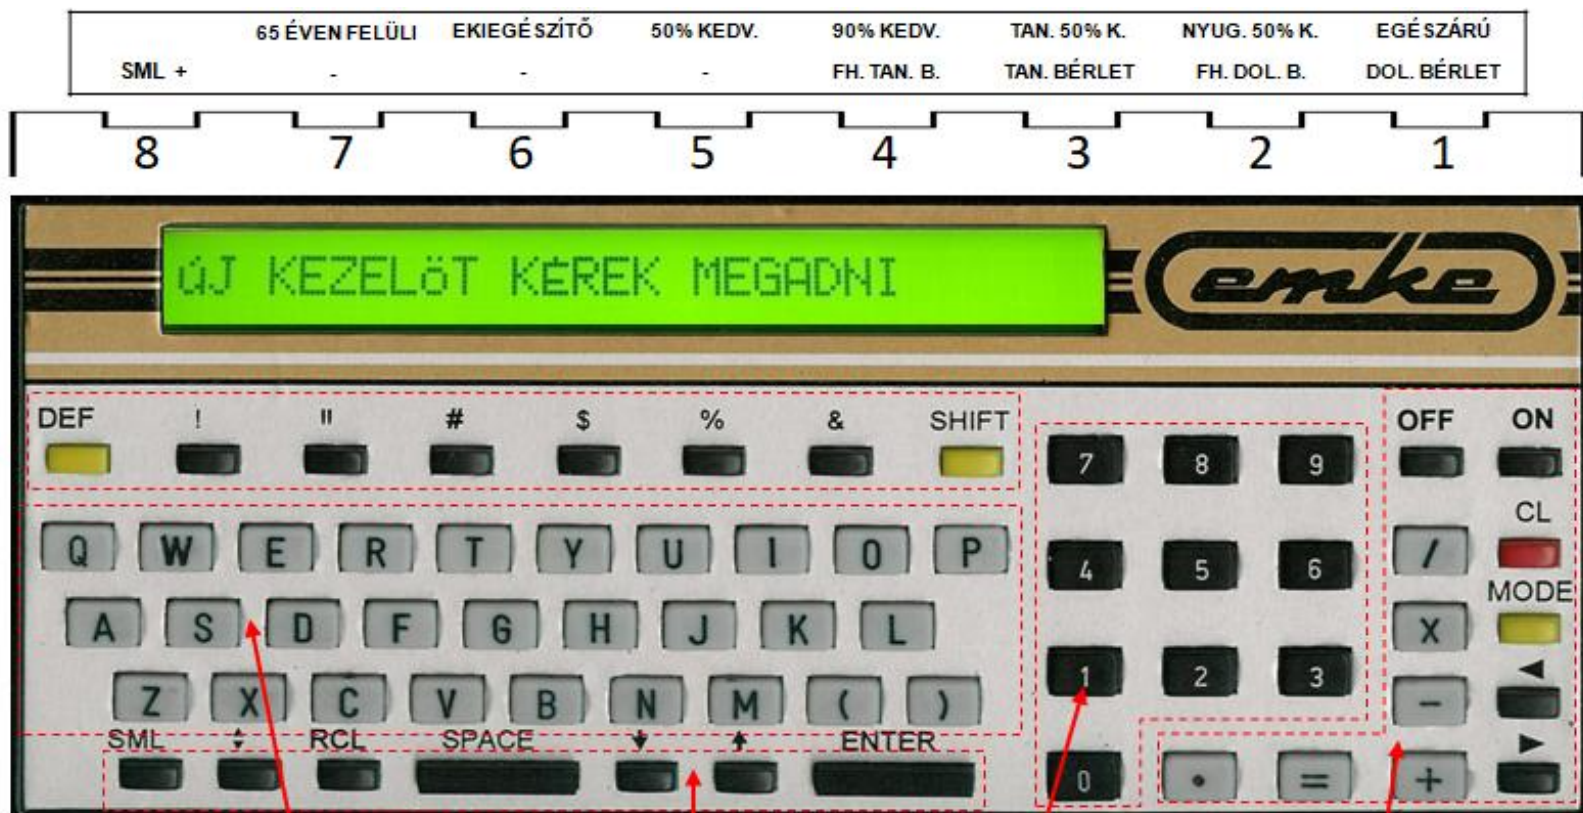 65 ÉVEN FELÜLI EKIEGÉSZÍTŐ 50% KEDV. 90% KEDV. TAN. 50% K. NYUG. 50% K. EGÉSZÁRÚ
SML + - - - FH. TAN. B. TAN. BÉRLET FH. DOL. B. DOL. BÉRLET
8 7 6 5 4 3 2 1
úJ KEZELöT KÉREK MEGADNI
emke
DEF ! " # $ % & SHIFT
OFF ON
7 8 9
CL
Q W E R T Y U I O P
4 5 6 /
MODE
A S D F G H J K L
X
Z X C V B N M ( )
1 2 3 -
◄
SML ▲▼ RCL SPACE ↓ ↑ ENTER
►
0 . = +